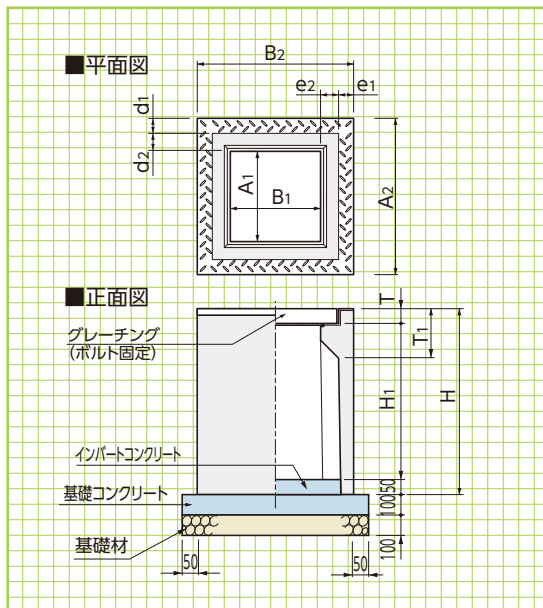 ■平面図
B2
e2
e1
d1
d2
A1
B1
A2
■正面図
グレーチング
(ボルト固定)
T
T1
H1
H
インバートコンクリート
50
基礎コンクリート
100
基礎材
100
50
50